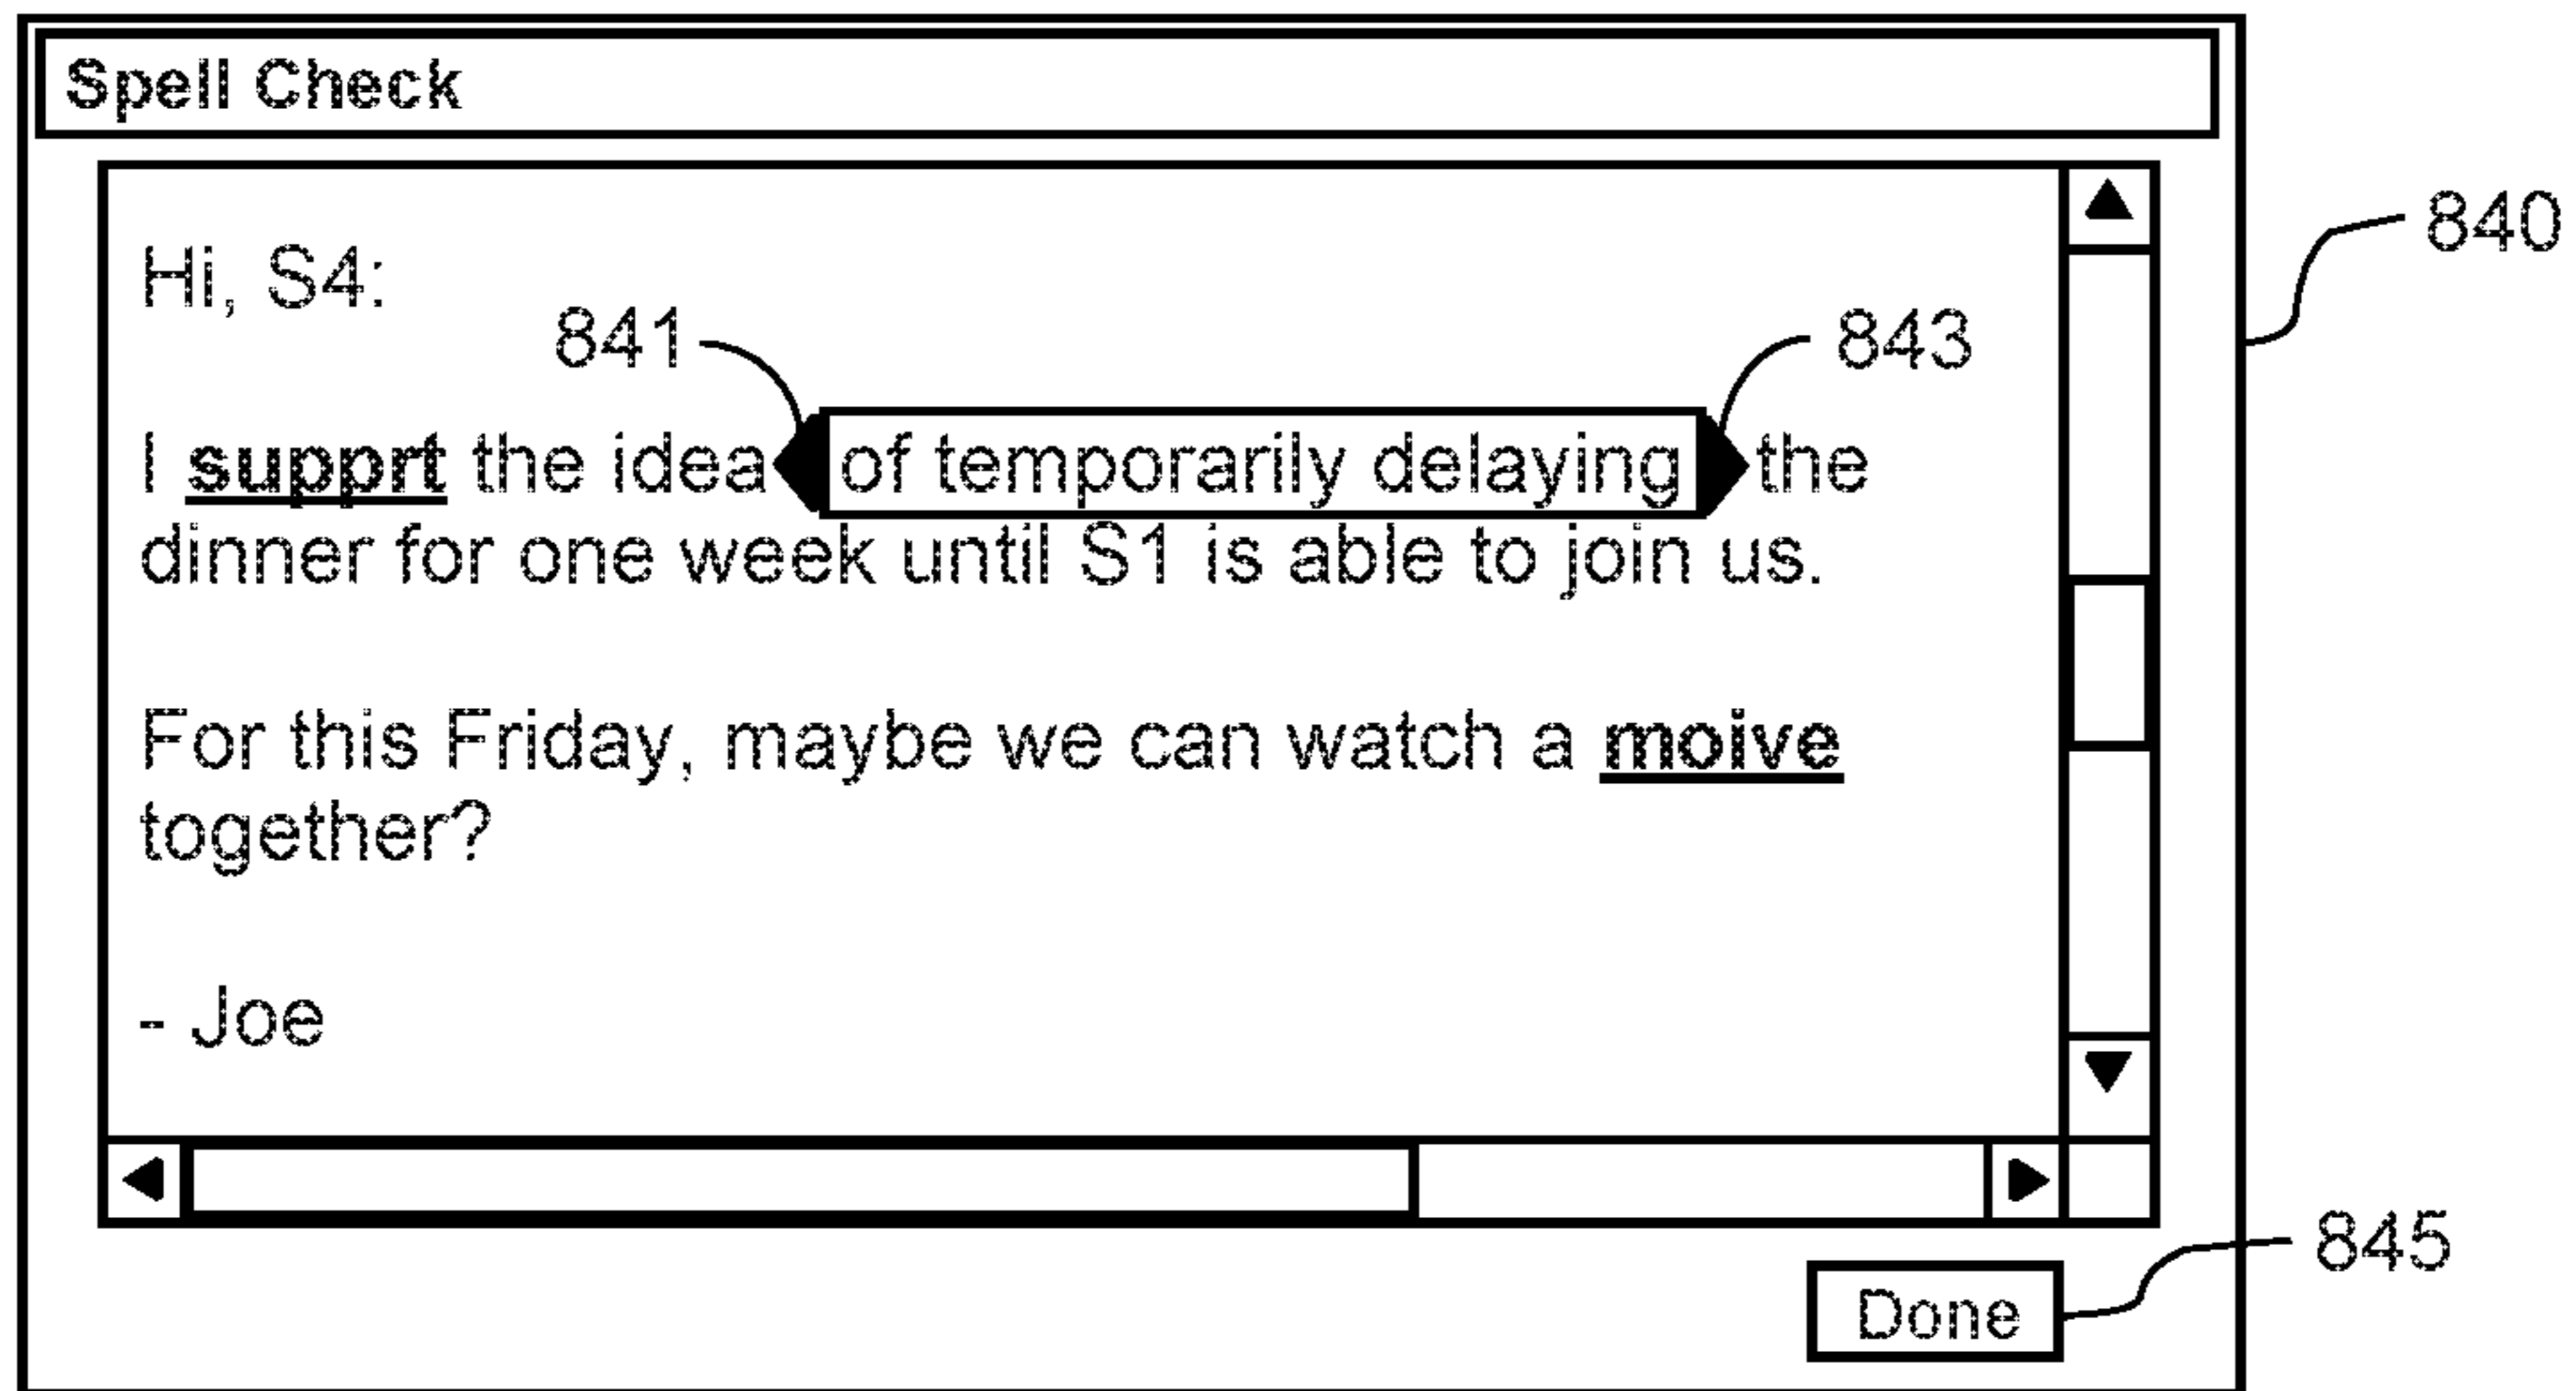 Spell Check
840
Hi, S4:
841 843
I supprt the idea of temporarily delaying the
dinner for one week until S1 is able to join us.
For this Friday, maybe we can watch a moive
together?
- Joe
845
Done